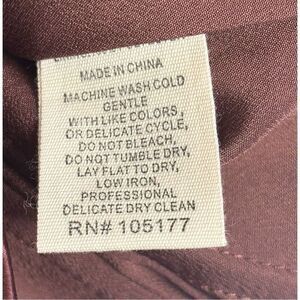 MADE IN CHINA
MACHINE WASH COLD
GENTLE
WITH LIKE COLORS,
OR DELICATE CYCLE,
DO NOT BLEACH,
DO NOT TUMBLE DRY,
LAY FLAT TO DRY,
LOW IRON,
PROFESSIONAL
DELICATE DRY CLEAN
RN# 105177